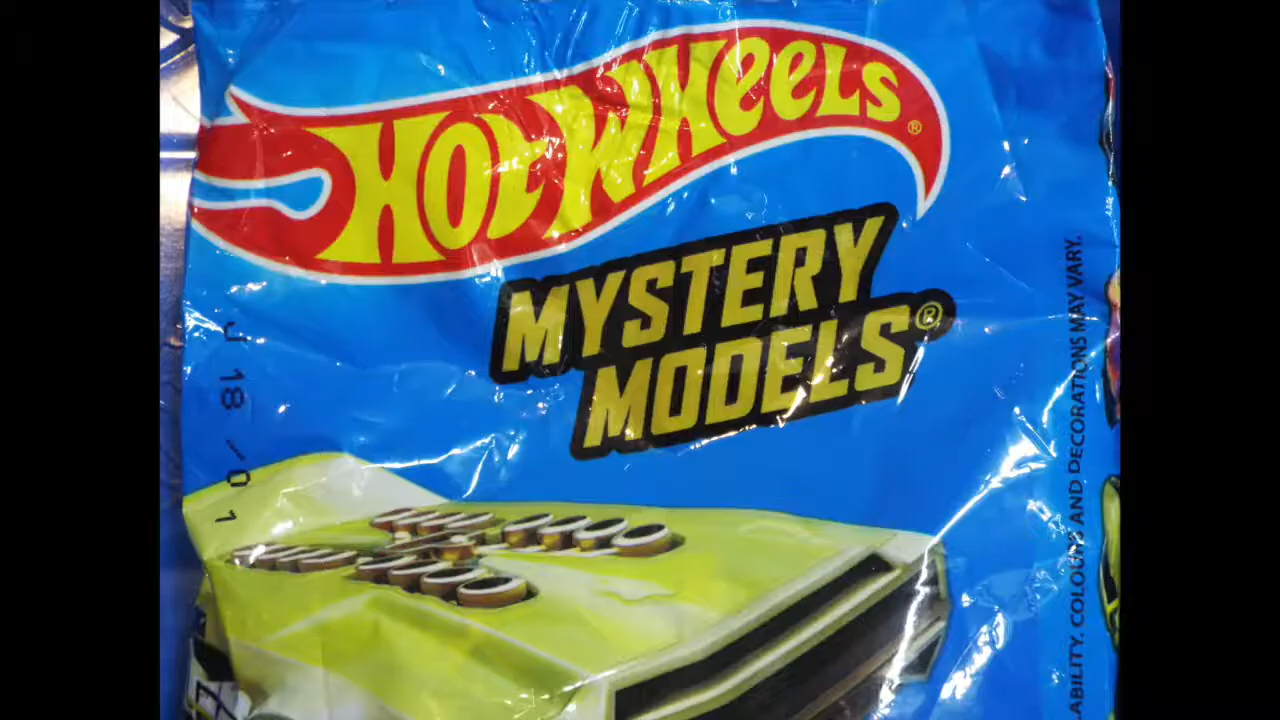 HOT WHEELS®
MYSTERY
MODELS®
J 18 /01
ABILITY. COLOURS AND DECORATIONS MAY VARY.